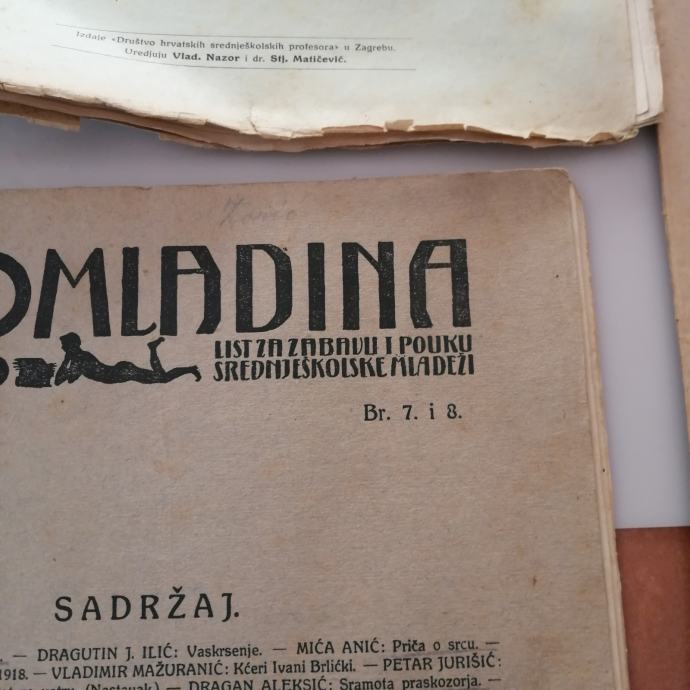 Izdaje «Društvo hrvatskih srednješkolskih profesora» u Zagrebu.
Uredjuju Vlad. Nazor i dr. Stj. Matičević.
OMLADINA
LIST ZA ZABAVU I POUKU
SREDNJEŠKOLSKE MLADEŽI
Br. 7. i 8.
SADRŽAJ.
— DRAGUTIN J. ILIĆ: Vaskrsenje. — MIĆA ANIĆ: Priča o srcu. —
1918. — VLADIMIR MAŽURANIĆ: Kćeri Ivani Brlićki. — PETAR JURIŠIĆ:
(Nastavak) — DRAGAN ALEKSIĆ: Sramota praskozorja. —